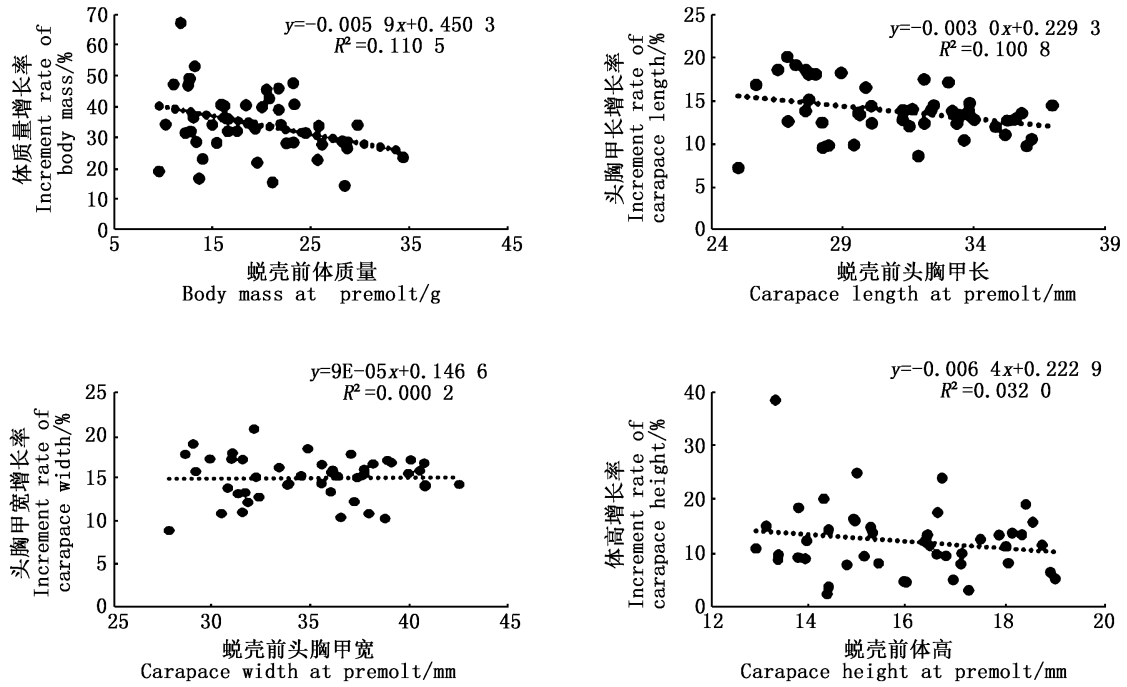 y=-0.005 9x+0.450 3
R²=0.110 5
体质量增长率
Increment rate of
body mass/%
70
60
50
40
30
20
10
0
5
15
25
35
45
蜕壳前体质量
Body mass at premolt/g
y=-0.003 0x+0.229 3
R²=0.100 8
头胸甲长增长率
Increment rate of
carapace length/%
25
20
15
10
5
0
24
29
34
39
蜕壳前头胸甲长
Carapace length at premolt/mm
y=9E-05x+0.146 6
R²=0.000 2
头胸甲宽增长率
Increment rate of
carapace width/%
25
20
15
10
5
0
25
30
35
40
45
蜕壳前头胸甲宽
Carapace width at premolt/mm
y=-0.006 4x+0.222 9
R²=0.032 0
体高增长率
Increment rate of
carapace height/%
40
30
20
10
0
12
14
16
18
20
蜕壳前体高
Carapace height at premolt/mm